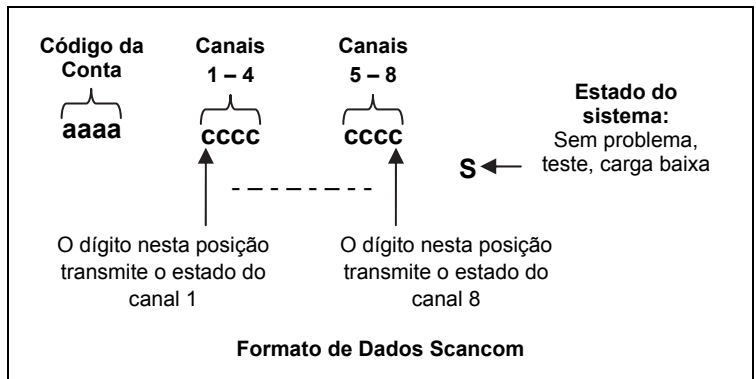 Código da
Conta
aaaa
Canais
1 – 4
cccc
Canais
5 – 8
cccc
S
Estado do
sistema:
Sem problema,
teste, carga baixa
O dígito nesta posição
transmite o estado do
canal 1
O dígito nesta posição
transmite o estado do
canal 8
Formato de Dados Scancom